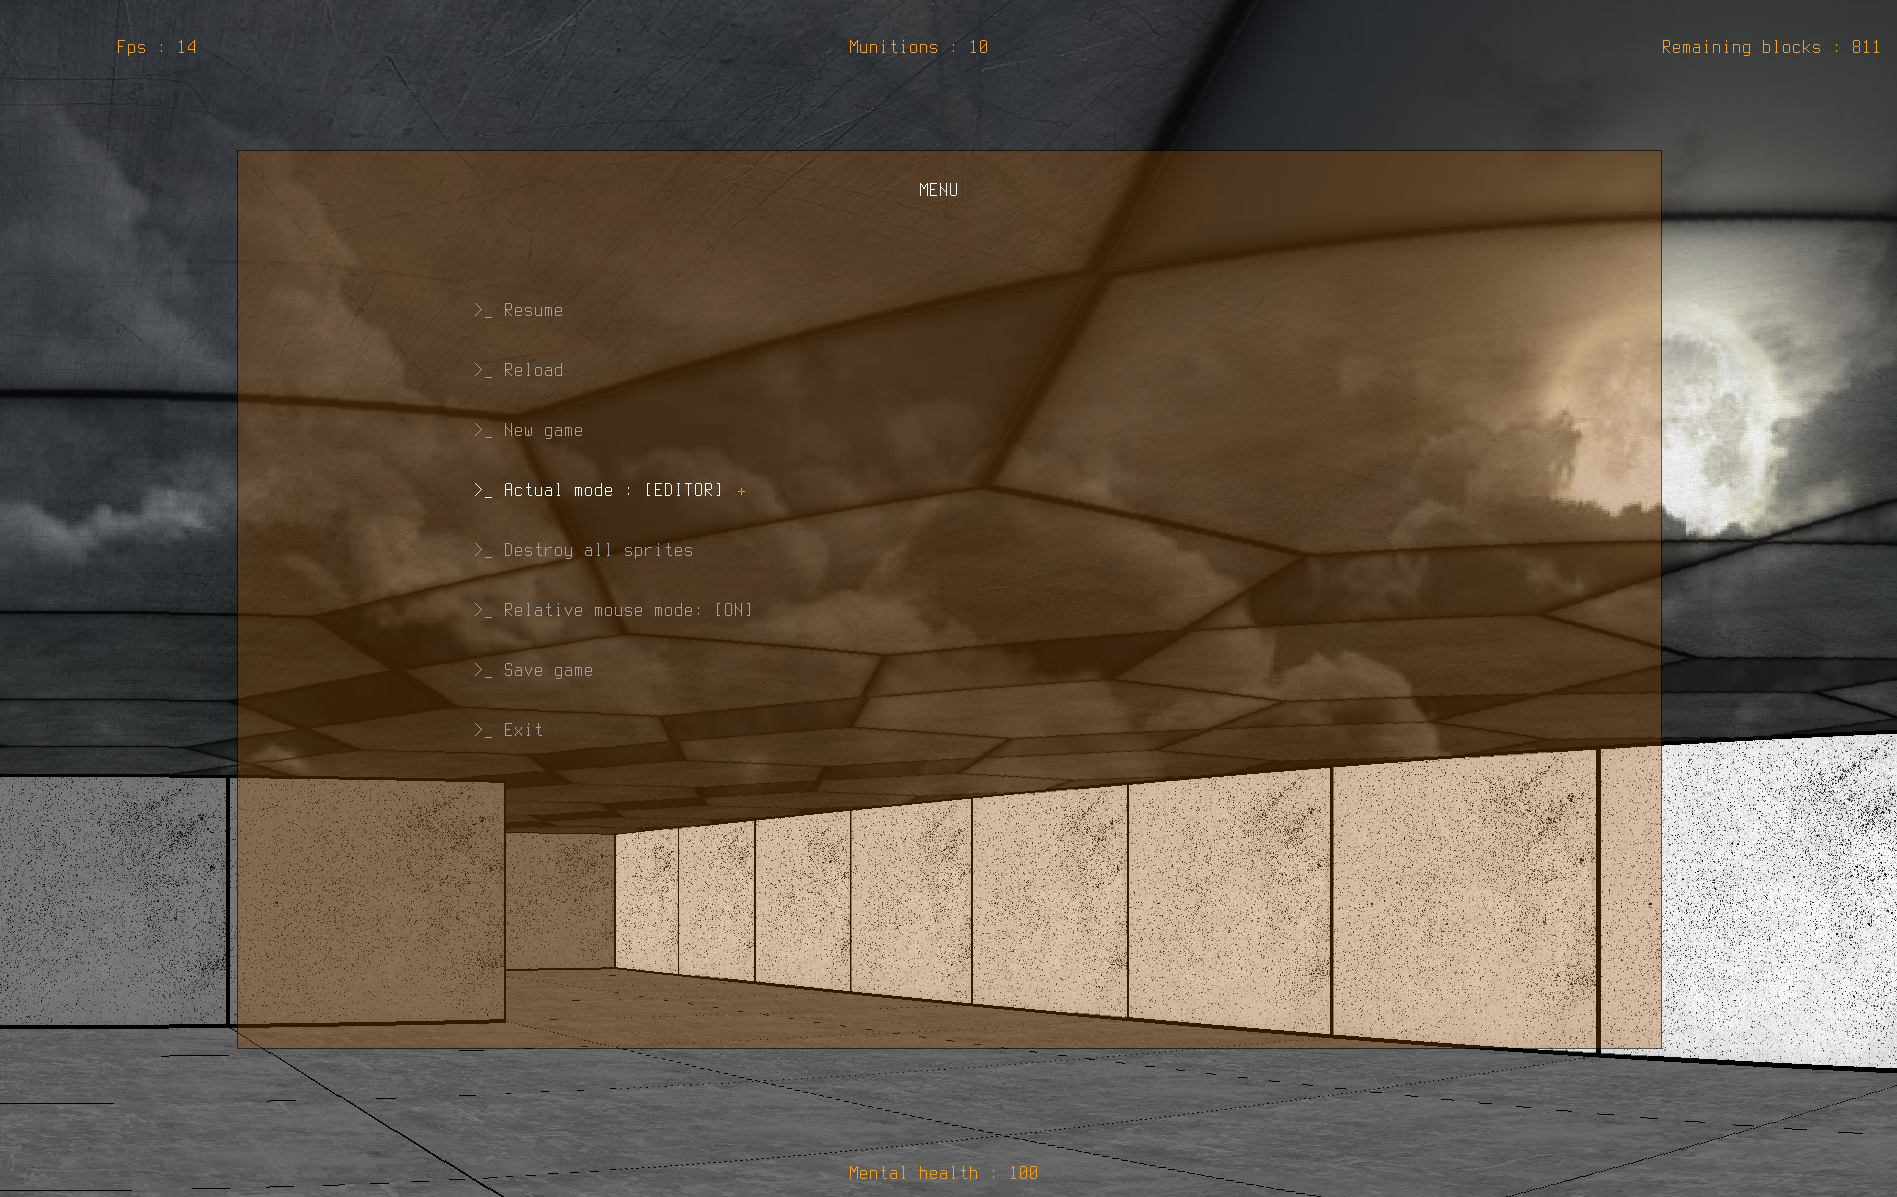 Fps : 14
Munitions : 10
Remaining blocks : 811
MENU
>_ Resume
>_ Reload
>_ New game
>_ Actual mode : [EDITOR] +
>_ Destroy all sprites
>_ Relative mouse mode: [ON]
>_ Save game
>_ Exit
Mental health : 100